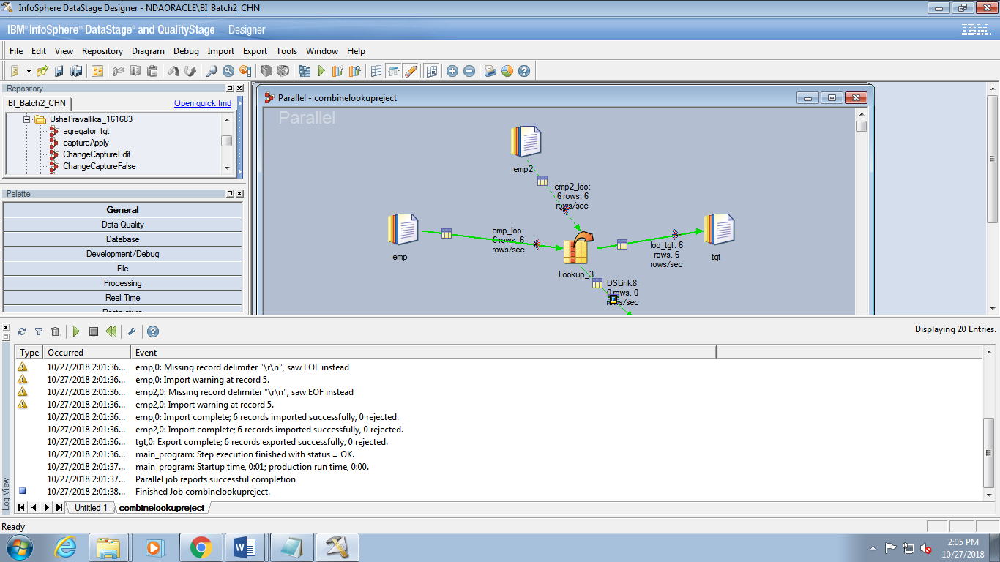 InfoSphere DataStage Designer - NDAORACLE\BI_Batch2_CHN
IBM® InfoSphere™ DataStage® and QualityStage Designer
IBM.
File Edit View Repository Diagram Debug Import Export Tools Window Help
Repository
BI_Batch2_CHN
Open quick find
UshaPravallika_161683
agregator_tgt
captureApply
ChangeCaptureEdit
ChangeCaptureFalse
Palette
General
Data Quality
Database
Development/Debug
File
Processing
Real Time
Parallel - combinelookupreject
Parallel
emp2
emp2_loo:
6 rows, 6
rows/sec
emp
emp_loo:
6 rows, 6
rows/sec
loo_tgt: 6
rows, 6
rows/sec
tgt
Lookup_3
DSLink8:
0 rows, 0
rows/sec
Displaying 20 Entries.
Type Occurred Event
10/27/2018 2:01:36... emp,0: Missing record delimiter "\r\n", saw EOF instead
10/27/2018 2:01:36... emp,0: Import warning at record 5.
10/27/2018 2:01:36... emp2,0: Missing record delimiter "\r\n", saw EOF instead
10/27/2018 2:01:36... emp2,0: Import warning at record 5.
10/27/2018 2:01:36... emp,0: Import complete; 6 records imported successfully, 0 rejected.
10/27/2018 2:01:36... emp2,0: Import complete; 6 records imported successfully, 0 rejected.
10/27/2018 2:01:36... tgt,0: Export complete; 6 records exported successfully, 0 rejected.
10/27/2018 2:01:36... main_program: Step execution finished with status = OK.
10/27/2018 2:01:37... main_program: Startup time, 0:01; production run time, 0:00.
10/27/2018 2:01:37... Parallel job reports successful completion
10/27/2018 2:01:38... Finished Job combinelookupreject.
Log View
Untitled.1 combinelookupreject
Ready
2:05 PM
10/27/2018